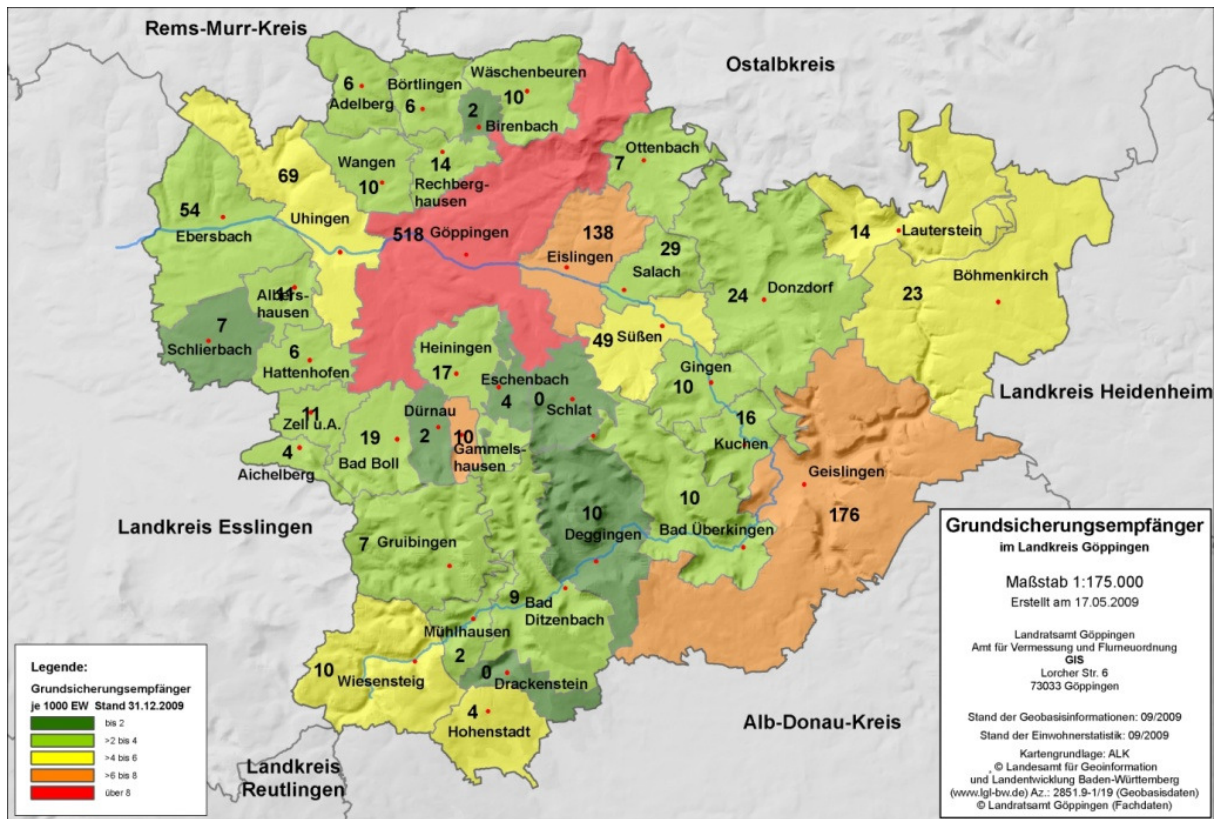 Rems-Murr-Kreis
Ostalbkreis
6
Adelberg
Börtlingen
6
Wäschenbeuren
10
2
Birenbach
Wangen
10
14
Rechberg-
hausen
Ottenbach
7
69
Uhingen
54
Ebersbach
518 Göppingen
138
Eislingen
29
Salach
24
Donzdorf
14
Lauterstein
Böhmenkirch
23
11
Albers-
hausen
7
Schlierbach
6
Hattenhofen
Heiningen
17
Eschenbach
4
0
Schlat
49
Süßen
Gingen
10
16
Kuchen
Landkreis Heidenheim
11
Zell u.A.
4
Aichelberg
19
Bad Boll
Dürnau
2
10
Gammels-
hausen
Geislingen
176
10
Bad Überkingen
10
Deggingen
Landkreis Esslingen
7 Gruibingen
9
Bad
Ditzenbach
Mühlhausen
2
10
Wiesensteig
0
Drackenstein
4
Hohenstadt
Alb-Donau-Kreis
Landkreis
Reutlingen
Legende:
Grundsicherungsempfänger
je 1000 EW Stand 31.12.2009
bis 2
>2 bis 4
>4 bis 6
>6 bis 8
über 8
Grundsicherungsempfänger
im Landkreis Göppingen
Maßstab 1:175.000
Erstellt am 17.05.2009
Landratsamt Göppingen
Amt für Vermessung und Flurneuordnung
GIS
Lorcher Str. 6
73033 Göppingen
Stand der Geobasisinformationen: 09/2009
Stand der Einwohnerstatistik: 09/2009
Kartengrundlage: ALK
© Landesamt für Geoinformation
und Landentwicklung Baden-Württemberg
(www.lgl-bw.de) Az.: 2851.9-1/19 (Geobasisdaten)
© Landratsamt Göppingen (Fachdaten)